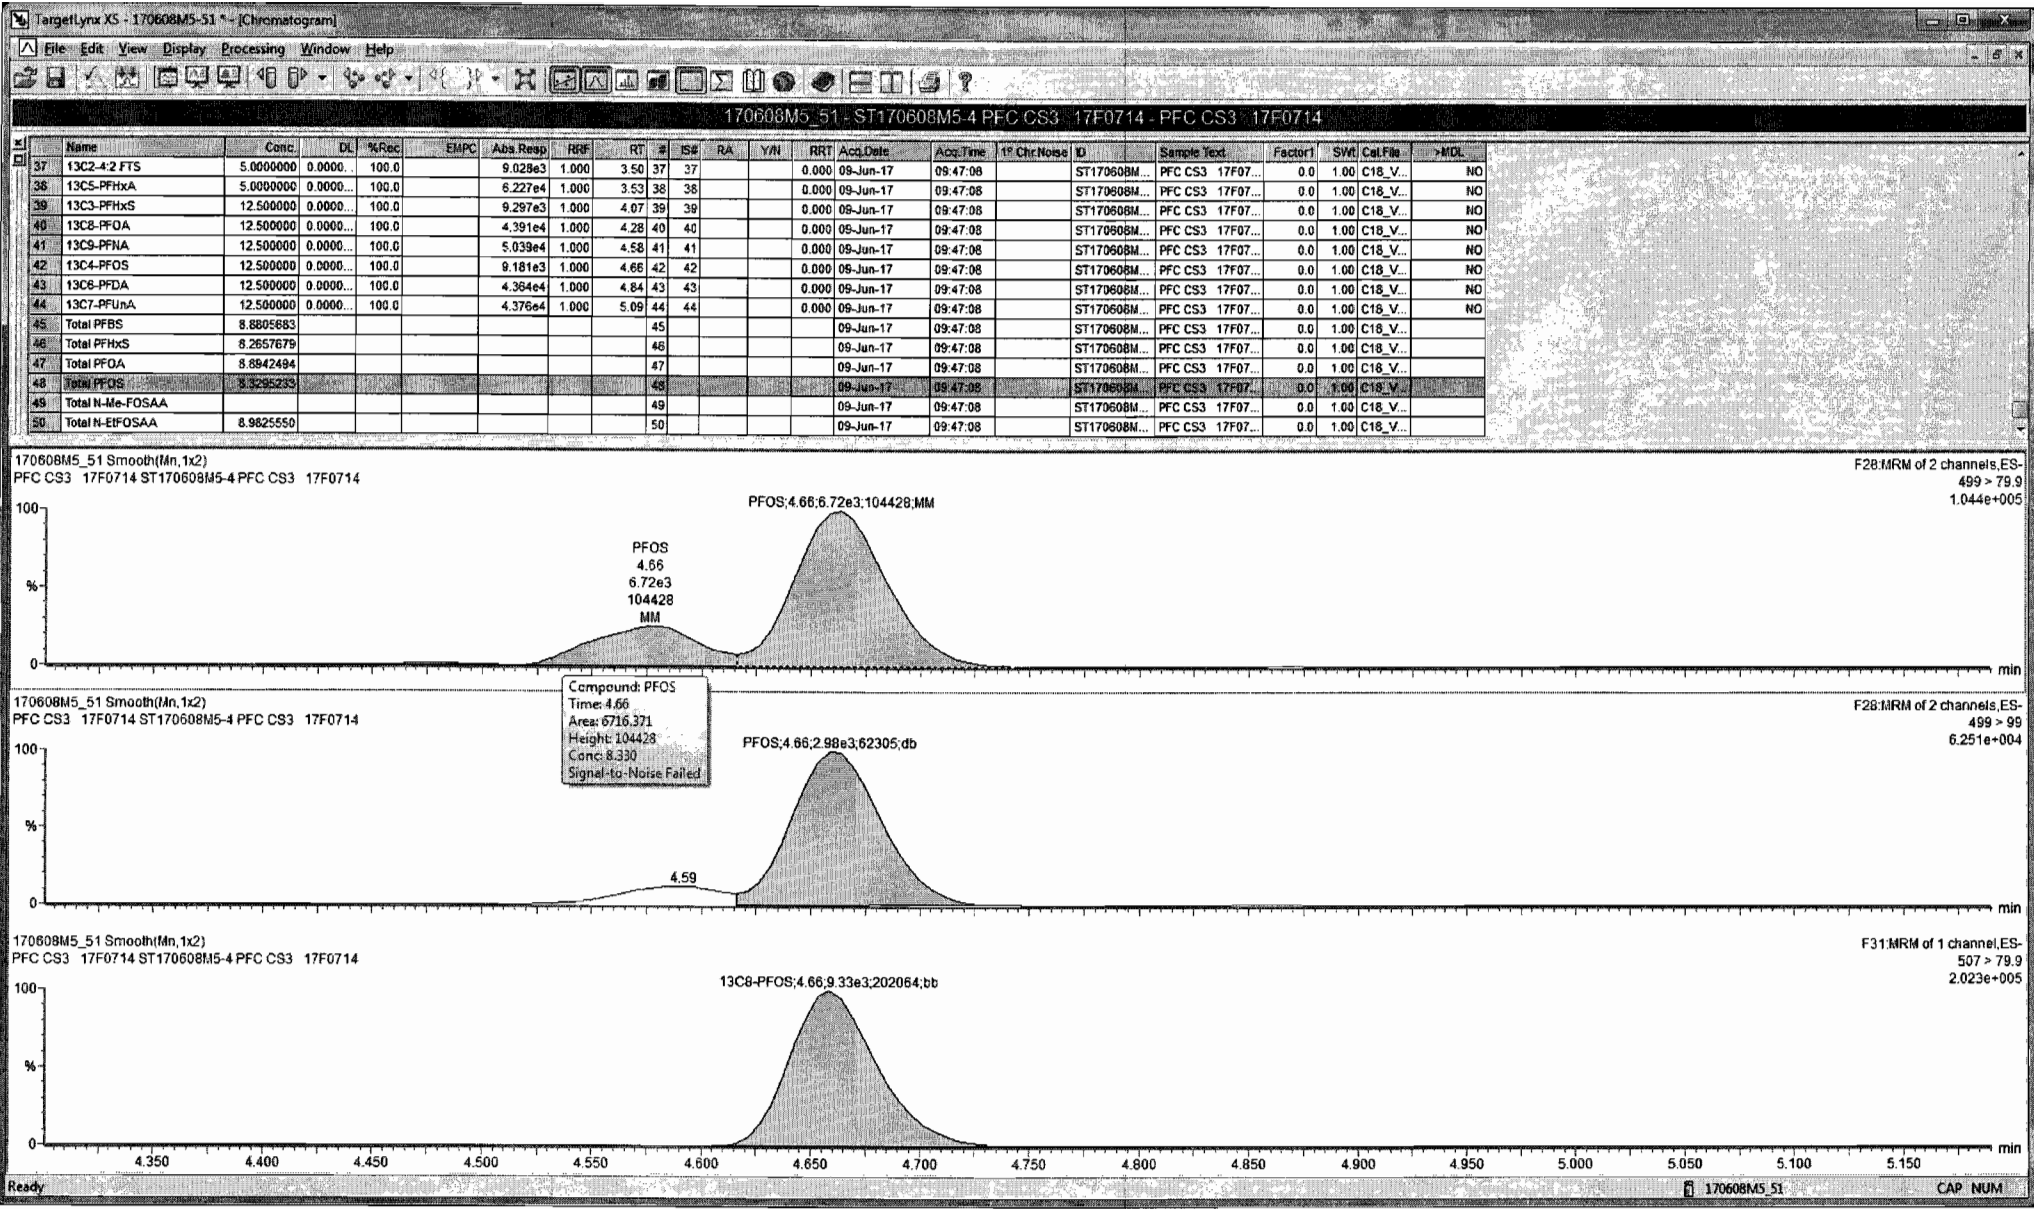 TargetLynx XS - 170608M5-51 * - [Chromatogram]
File Edit View Display Processing Window Help
170608M5_51 - ST170608M5-4 PFC CS3 17F0714 - PFC CS3 17F0714
Name Conc. DL %Rec EMPC Abs.Resp RRF RT # IS# RA Y/N RRT Acq.Date Acq.Time 1° Chr.Noise ID Sample Text Factor1 SWt Cal.File >MDL
37 13C2-4:2 FTS 5.0000000 0.0000... 100.0 9.028e3 1.000 3.50 37 37 0.000 09-Jun-17 09:47:08 ST170608M... PFC CS3 17F07... 0.0 1.00 C18_V... NO
38 13C5-PFHxA 5.0000000 0.0000... 100.0 6.227e4 1.000 3.53 38 38 0.000 09-Jun-17 09:47:08 ST170608M... PFC CS3 17F07... 0.0 1.00 C18_V... NO
39 13C3-PFHxS 12.500000 0.0000... 100.0 9.297e3 1.000 4.07 39 39 0.000 09-Jun-17 09:47:08 ST170608M... PFC CS3 17F07... 0.0 1.00 C18_V... NO
40 13C8-PFOA 12.500000 0.0000... 100.0 4.391e4 1.000 4.28 40 40 0.000 09-Jun-17 09:47:08 ST170608M... PFC CS3 17F07... 0.0 1.00 C18_V... NO
41 13C9-PFNA 12.500000 0.0000... 100.0 5.039e4 1.000 4.58 41 41 0.000 09-Jun-17 09:47:08 ST170608M... PFC CS3 17F07... 0.0 1.00 C18_V... NO
42 13C4-PFOS 12.500000 0.0000... 100.0 9.181e3 1.000 4.66 42 42 0.000 09-Jun-17 09:47:08 ST170608M... PFC CS3 17F07... 0.0 1.00 C18_V... NO
43 13C6-PFDA 12.500000 0.0000... 100.0 4.364e4 1.000 4.84 43 43 0.000 09-Jun-17 09:47:08 ST170608M... PFC CS3 17F07... 0.0 1.00 C18_V... NO
44 13C7-PFUnA 12.500000 0.0000... 100.0 4.376e4 1.000 5.09 44 44 0.000 09-Jun-17 09:47:08 ST170608M... PFC CS3 17F07... 0.0 1.00 C18_V... NO
45 Total PFBS 8.8805683 45 09-Jun-17 09:47:08 ST170608M... PFC CS3 17F07... 0.0 1.00 C18_V...
46 Total PFHxS 8.2657679 46 09-Jun-17 09:47:08 ST170608M... PFC CS3 17F07... 0.0 1.00 C18_V...
47 Total PFOA 8.8942494 47 09-Jun-17 09:47:08 ST170608M... PFC CS3 17F07... 0.0 1.00 C18_V...
48 Total PFOS 8.3295233 48 09-Jun-17 09:47:08 ST170608M... PFC CS3 17F07... 0.0 1.00 C18_V...
49 Total N-Me-FOSAA 49 09-Jun-17 09:47:08 ST170608M... PFC CS3 17F07... 0.0 1.00 C18_V...
50 Total N-EtFOSAA 8.9825550 50 09-Jun-17 09:47:08 ST170608M... PFC CS3 17F07... 0.0 1.00 C18_V...
170608M5_51 Smooth(Mn,1x2)
PFC CS3 17F0714 ST170608M5-4 PFC CS3 17F0714
F28:MRM of 2 channels,ES-
499 > 79.9
1.044e+005
PFOS;4.66;6.72e3;104428;MM
PFOS
4.66
6.72e3
104428
MM
100
%
0
min
Compound: PFOS
Time: 4.66
Area: 6716.371
Height: 104428
Conc: 8.330
Signal-to-Noise Failed
170608M5_51 Smooth(Mn,1x2)
PFC CS3 17F0714 ST170608M5-4 PFC CS3 17F0714
F28:MRM of 2 channels,ES-
499 > 99
6.251e+004
PFOS;4.66;2.98e3;62305;db
4.59
100
%
0
min
170608M5_51 Smooth(Mn,1x2)
PFC CS3 17F0714 ST170608M5-4 PFC CS3 17F0714
F31:MRM of 1 channel,ES-
507 > 79.9
2.023e+005
13C8-PFOS;4.66;9.33e3;202064;bb
100
%
0
min
4.350 4.400 4.450 4.500 4.550 4.600 4.650 4.700 4.750 4.800 4.850 4.900 4.950 5.000 5.050 5.100 5.150
Ready 170608M5_51 CAP NUM